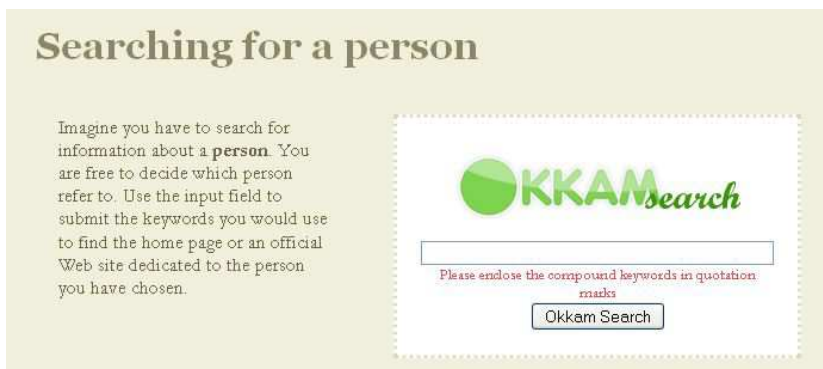 Searching for a person
Imagine you have to search for
information about a person. You
are free to decide which person
refer to. Use the input field to
submit the keywords you would use
to find the home page or an official
Web site dedicated to the person
you have chosen.
OKKAMsearch
Please enclose the compound keywords in quotation
marks
Okkam Search